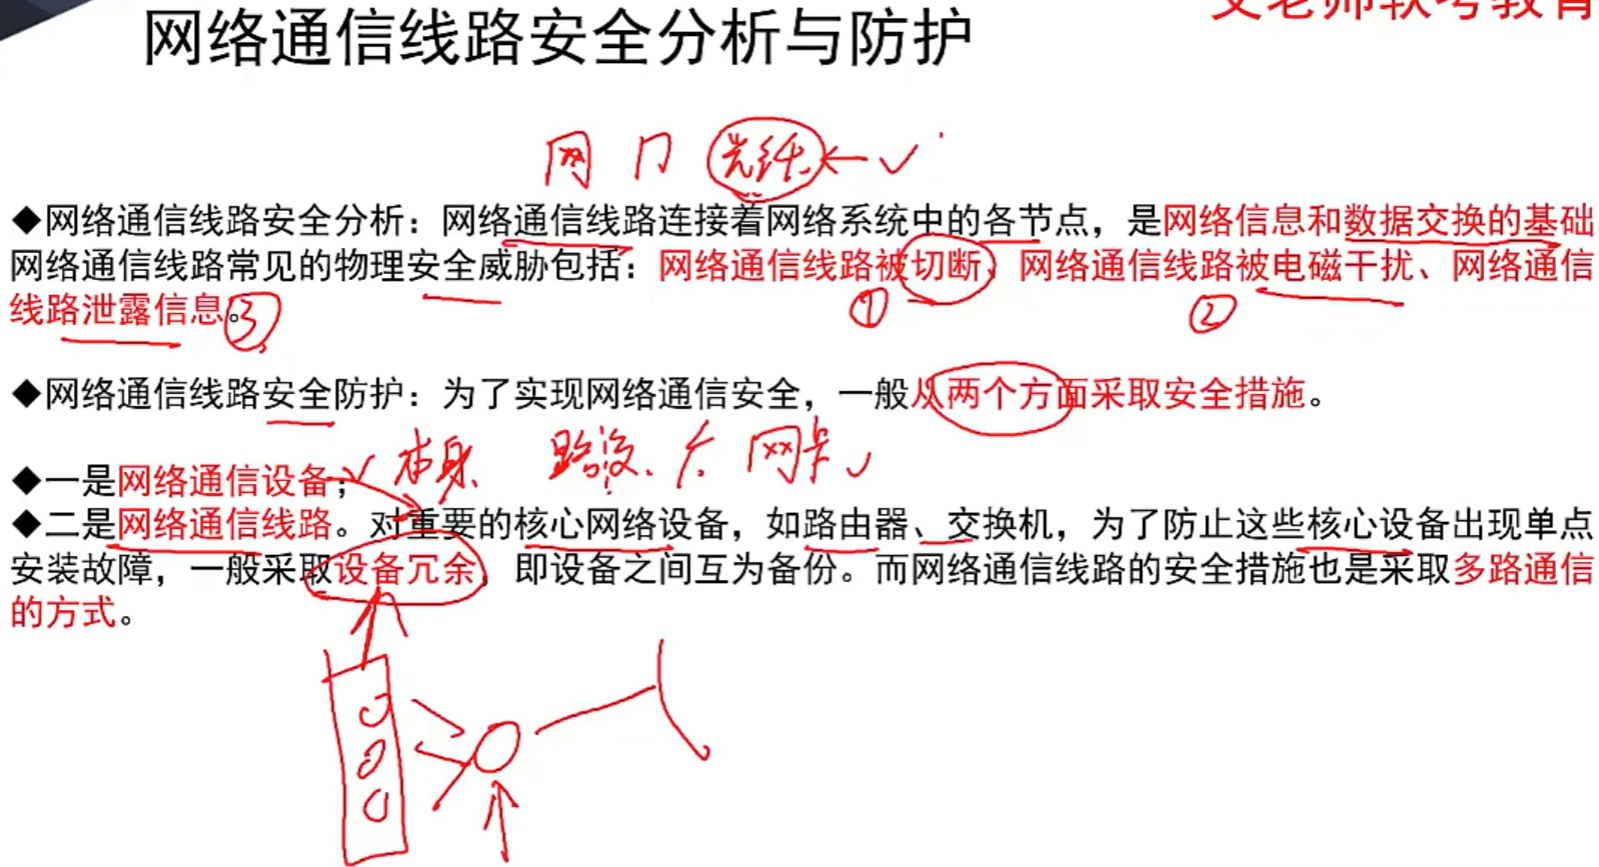 艾老师软考教育
网络通信线路安全分析与防护
网 门 光纤
◆网络通信线路安全分析：网络通信线路连接着网络系统中的各节点，是网络信息和数据交换的基础
网络通信线路常见的物理安全威胁包括：网络通信线路被切断、网络通信线路被电磁干扰、网络通信
线路泄露信息。
① ② ③
◆网络通信线路安全防护：为了实现网络通信安全，一般从两个方面采取安全措施。
本身 网卡
◆一是网络通信设备；
◆二是网络通信线路。对重要的核心网络设备，如路由器、交换机，为了防止这些核心设备出现单点
安装故障，一般采取设备冗余，即设备之间互为备份。而网络通信线路的安全措施也是采取多路通信
的方式。